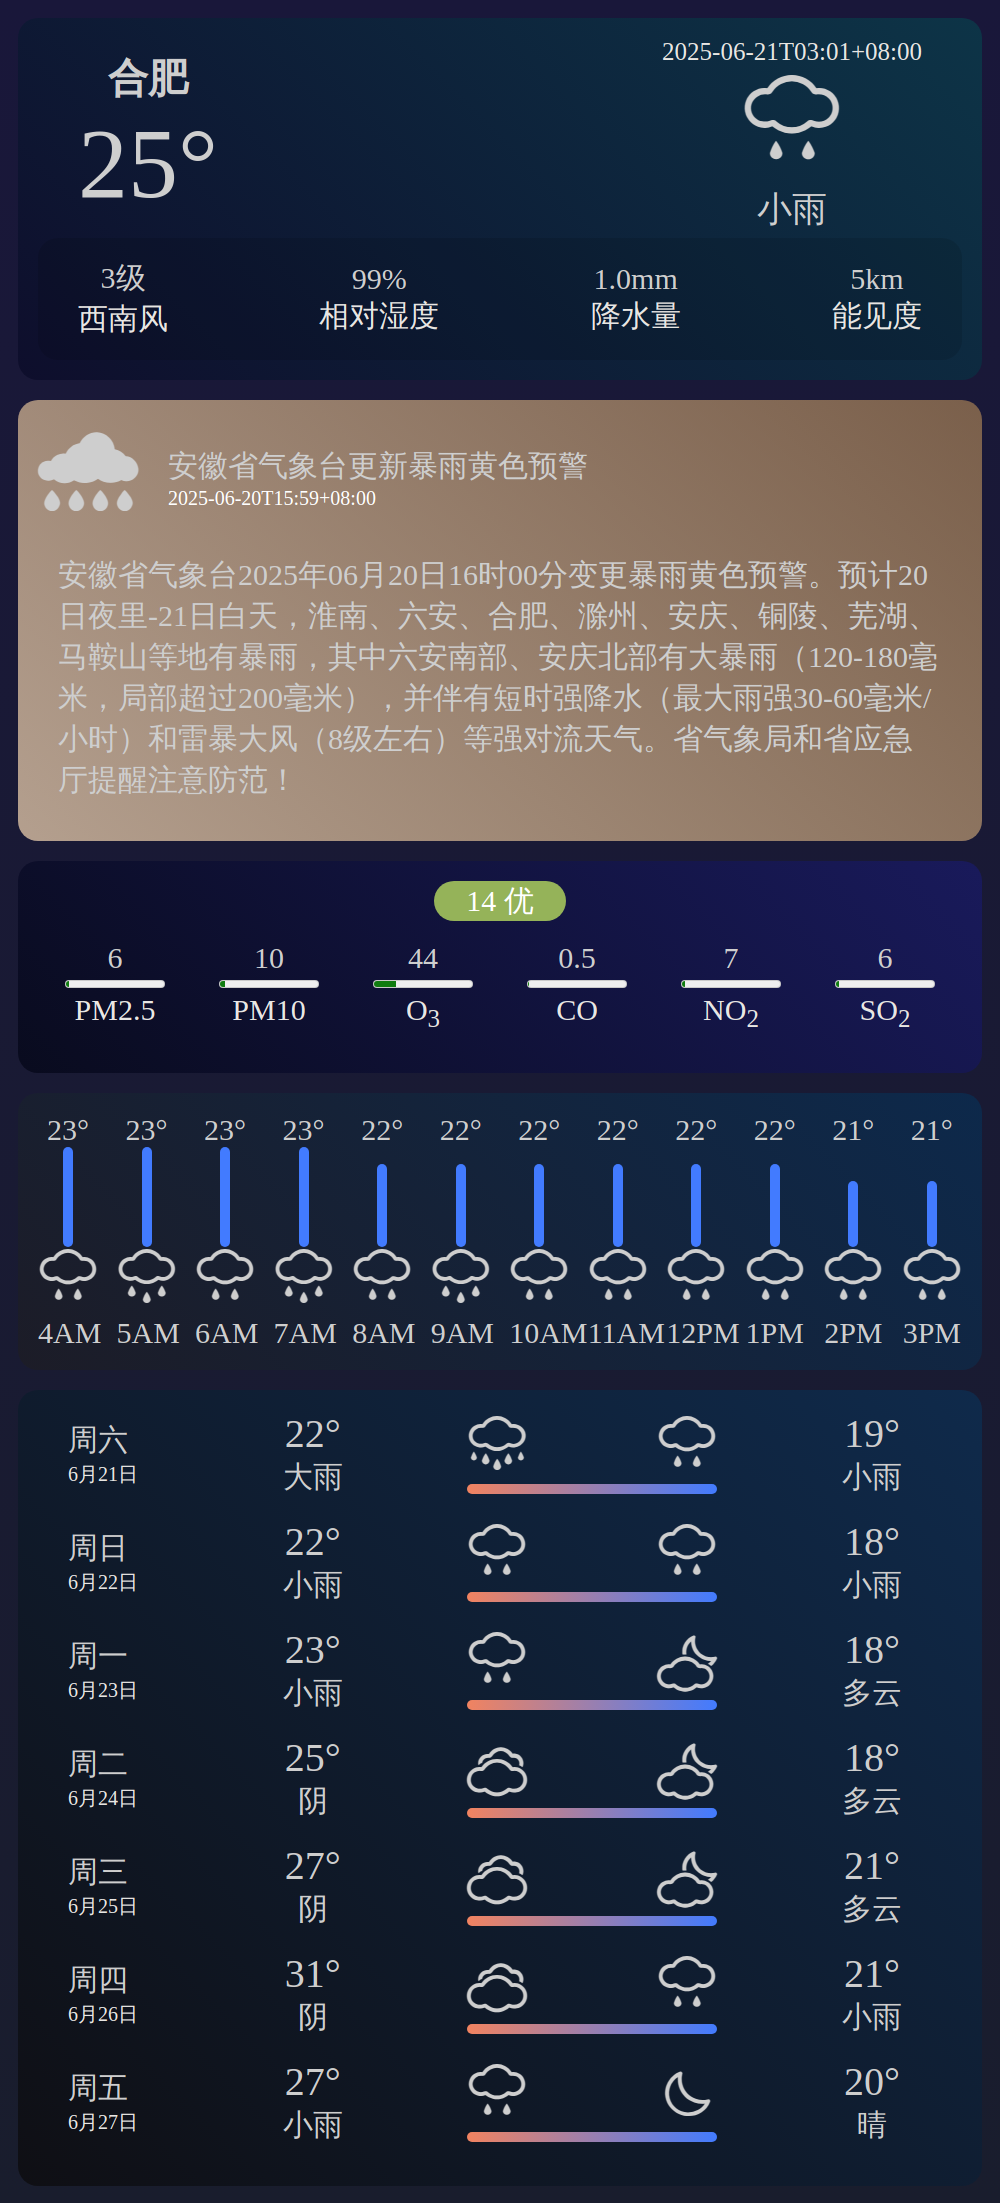 合肥
25°
2025-06-21T03:01+08:00
小雨
3级 99% 1.0mm 5km
西南风 相对湿度 降水量 能见度
安徽省气象台更新暴雨黄色预警
2025-06-20T15:59+08:00
安徽省气象台2025年06月20日16时00分变更暴雨黄色预警。预计20
日夜里-21日白天，淮南、六安、合肥、滁州、安庆、铜陵、芜湖、
马鞍山等地有暴雨，其中六安南部、安庆北部有大暴雨（120-180毫
米，局部超过200毫米），并伴有短时强降水（最大雨强30-60毫米/
小时）和雷暴大风（8级左右）等强对流天气。省气象局和省应急
厅提醒注意防范！
14 优
6 10 44 0.5 7 6
PM2.5 PM10 O3 CO NO2 SO2
23° 23° 23° 23° 22° 22° 22° 22° 22° 22° 21° 21°
4AM 5AM 6AM 7AM 8AM 9AM 10AM 11AM 12PM 1PM 2PM 3PM
周六 22° 19°
6月21日 大雨 小雨
周日 22° 18°
6月22日 小雨 小雨
周一 23° 18°
6月23日 小雨 多云
周二 25° 18°
6月24日 阴 多云
周三 27° 21°
6月25日 阴 多云
周四 31° 21°
6月26日 阴 小雨
周五 27° 20°
6月27日 小雨 晴